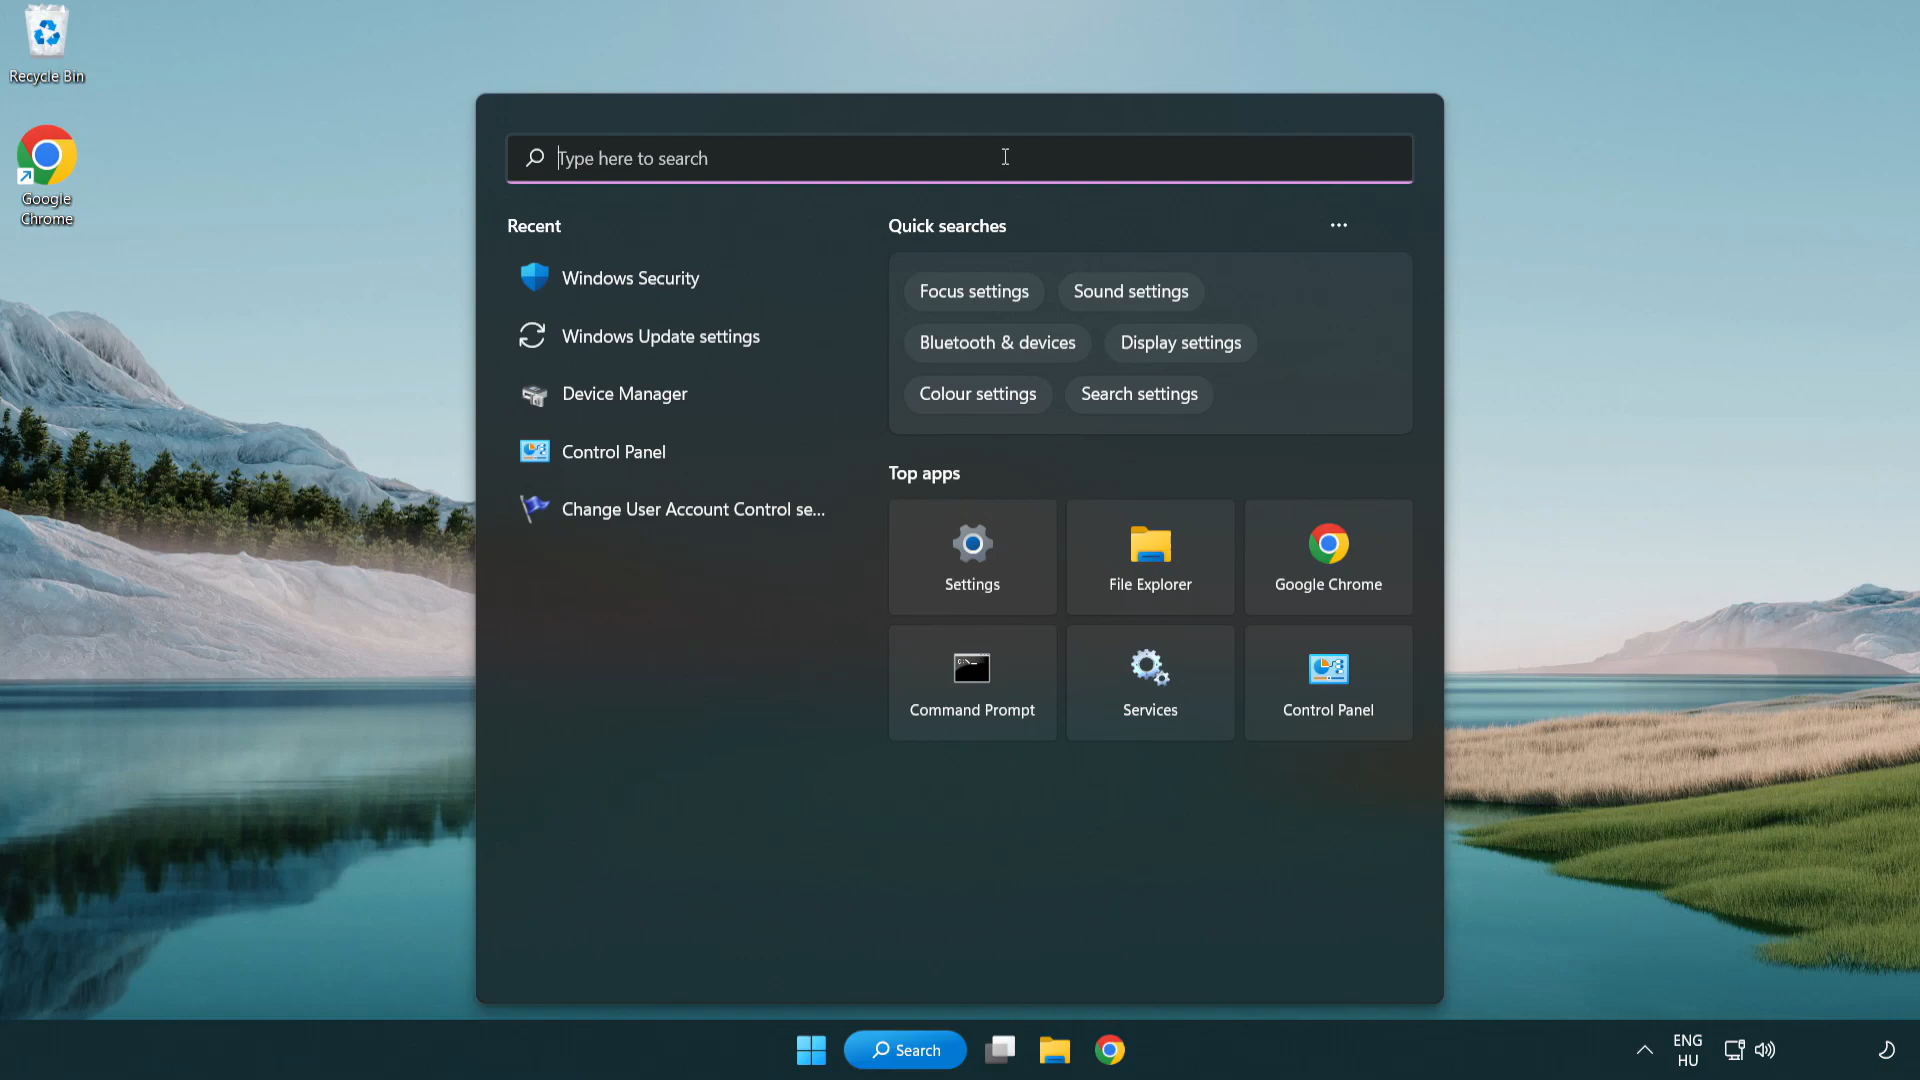 Recycle Bin
Google
Chrome
Type here to search
Recent
Windows Security
Windows Update settings
Device Manager
Control Panel
Change User Account Control se...
Quick searches
Focus settings
Sound settings
Bluetooth & devices
Display settings
Colour settings
Search settings
Top apps
Settings
File Explorer
Google Chrome
Command Prompt
Services
Control Panel
Search
ENG
HU